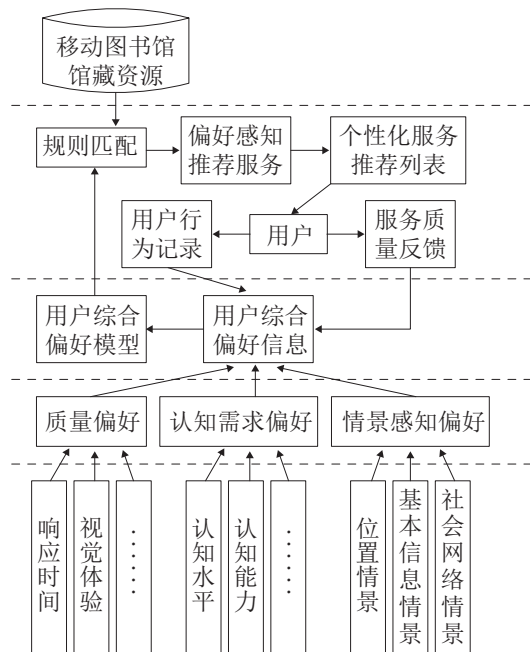 移动图书馆
馆藏资源
规则匹配
偏好感知
推荐服务
个性化服务
推荐列表
用户行
为记录
用户
服务质
量反馈
用户综合
偏好模型
用户综合
偏好信息
质量偏好
认知需求偏好
情景感知偏好
响应时间
视觉体验
······
认知水平
认知能力
······
位置情景
基本信息情景
社会网络情景